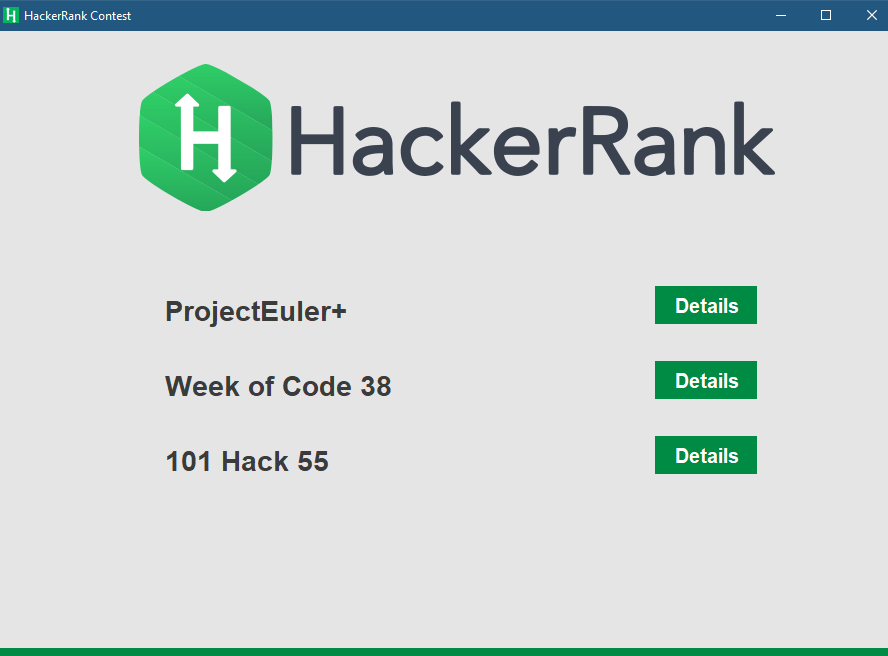 HackerRank Contest
HackerRank
ProjectEuler+
Details
Week of Code 38
Details
101 Hack 55
Details